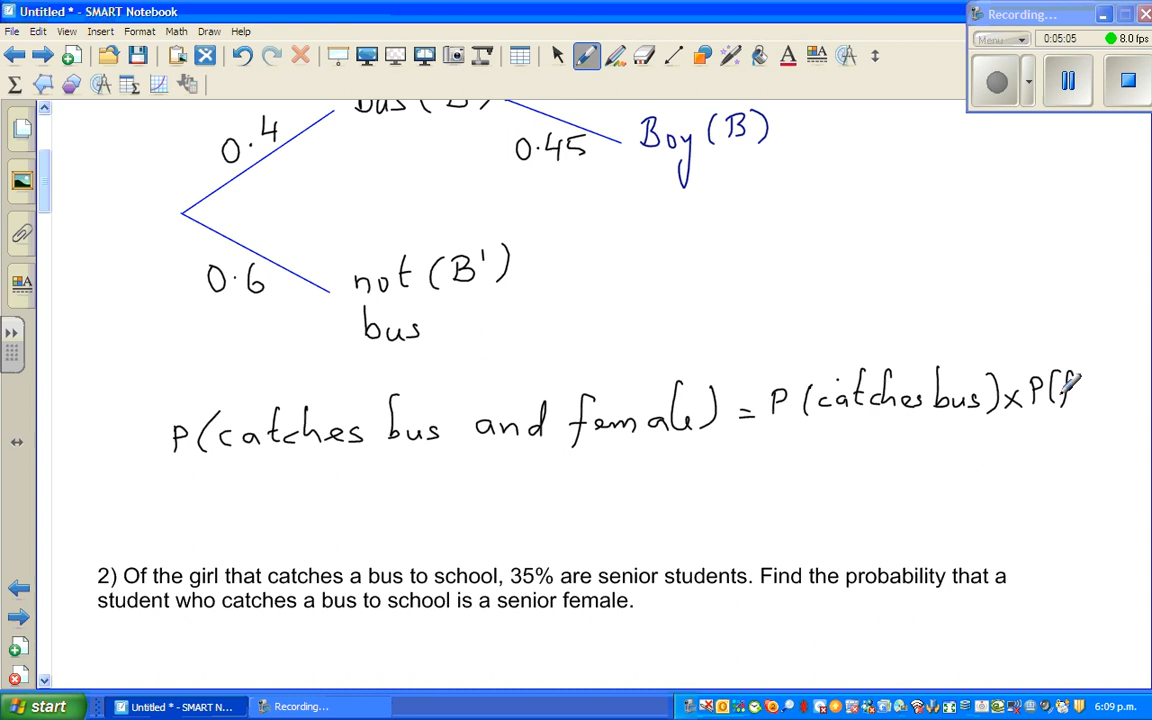 Untitled * - SMART Notebook
Recording...
File Edit View Insert Format Math Draw Help
Menu
0:05:05
8.0 fps
0.4
0.45
Boy (B)
0.6
not (B')
bus
P(catches bus and female) = P(catches bus) x P(f
2) Of the girl that catches a bus to school, 35% are senior students. Find the probability that a
student who catches a bus to school is a senior female.
start
Untitled * - SMART N...
Recording...
6:09 p.m.